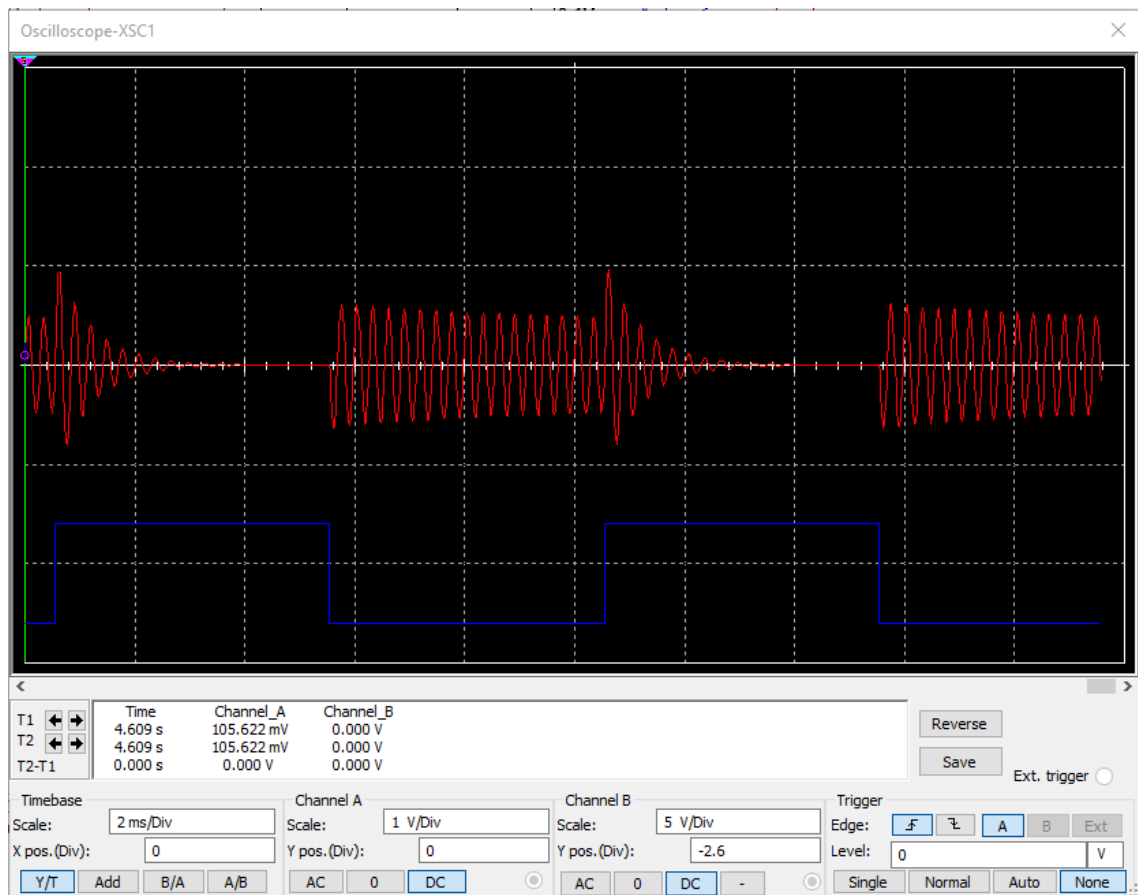 Oscilloscope-XSC1
Time Channel_A Channel_B
T1 4.609 s 105.622 mV 0.000 V
T2 4.609 s 105.622 mV 0.000 V
T2-T1 0.000 s 0.000 V 0.000 V
Reverse
Save
Ext. trigger
Timebase
Scale: 2 ms/Div
X pos.(Div): 0
Y/T Add B/A A/B
Channel A
Scale: 1 V/Div
Y pos.(Div): 0
AC 0 DC
Channel B
Scale: 5 V/Div
Y pos.(Div): -2.6
AC 0 DC -
Trigger
Edge: A B Ext
Level: 0 V
Single Normal Auto None